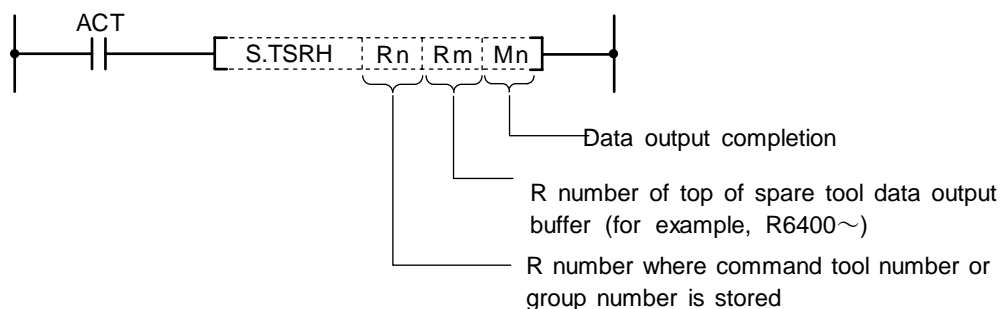 ACT
S.TSRH Rn Rm Mn
Data output completion
R number of top of spare tool data output
buffer (for example, R6400～)
R number where command tool number or
group number is stored